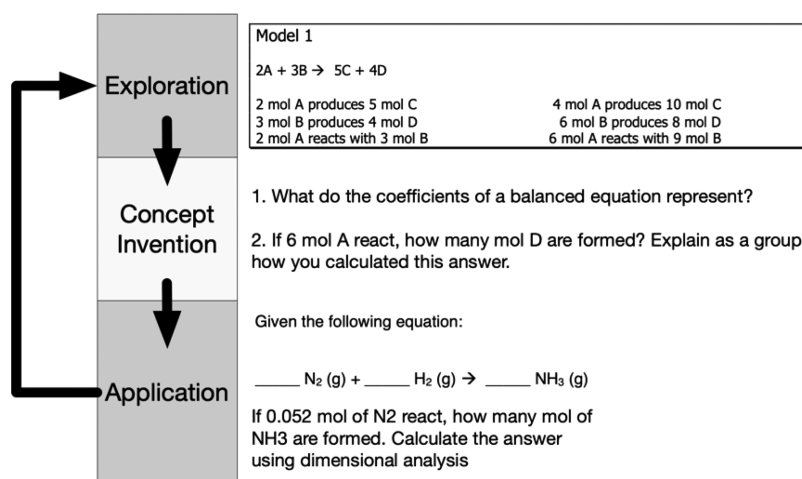 Exploration
Concept
Invention
Application
Model 1
2A + 3B → 5C + 4D
2 mol A produces 5 mol C
3 mol B produces 4 mol D
2 mol A reacts with 3 mol B
4 mol A produces 10 mol C
6 mol B produces 8 mol D
6 mol A reacts with 9 mol B
1. What do the coefficients of a balanced equation represent?
2. If 6 mol A react, how many mol D are formed? Explain as a group
how you calculated this answer.
Given the following equation:
_____ N₂ (g) + _____ H₂ (g) → _____ NH₃ (g)
If 0.052 mol of N2 react, how many mol of
NH3 are formed. Calculate the answer
using dimensional analysis